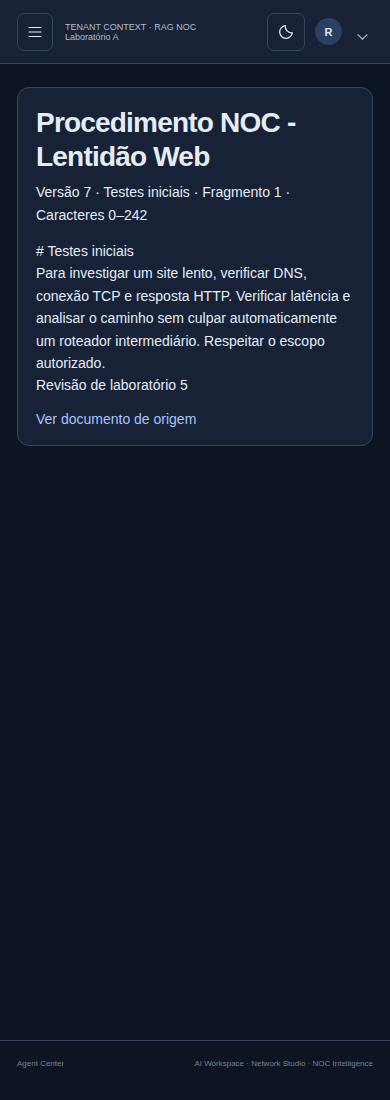 TENANT CONTEXT · RAG NOC
Laboratório A
R
Procedimento NOC -
Lentidão Web
Versão 7 · Testes iniciais · Fragmento 1 ·
Caracteres 0–242
# Testes iniciais
Para investigar um site lento, verificar DNS,
conexão TCP e resposta HTTP. Verificar latência e
analisar o caminho sem culpar automaticamente
um roteador intermediário. Respeitar o escopo
autorizado.
Revisão de laboratório 5
Ver documento de origem
Agent Center
AI Workspace · Network Studio · NOC Intelligence